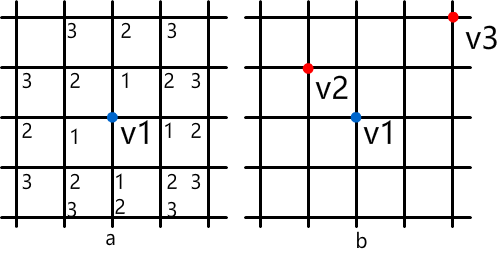 3 2 3
v3
3 2 1 2 3
v2
2 1 v1 1 2
v1
3 2 1 2 3
3 2 3
a
b